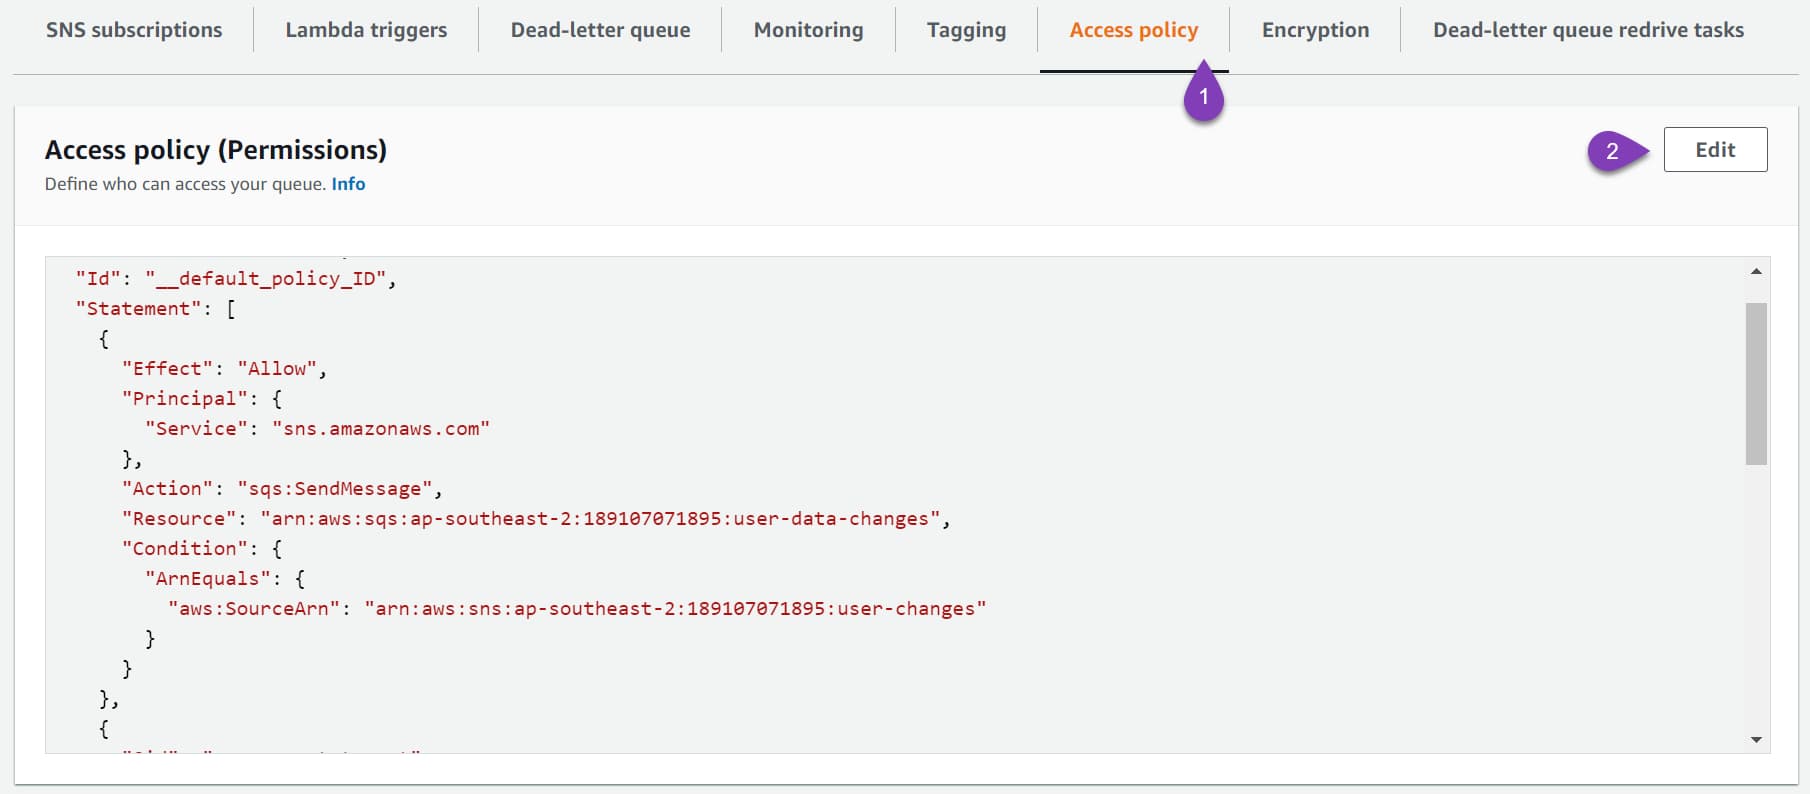 SNS subscriptions Lambda triggers Dead-letter queue Monitoring Tagging Access policy Encryption Dead-letter queue redrive tasks
1
Access policy (Permissions)
2
Edit
Define who can access your queue. Info
"Id": "__default_policy_ID",
"Statement": [
{
"Effect": "Allow",
"Principal": {
"Service": "sns.amazonaws.com"
},
"Action": "sqs:SendMessage",
"Resource": "arn:aws:sqs:ap-southeast-2:189107071895:user-data-changes",
"Condition": {
"ArnEquals": {
"aws:SourceArn": "arn:aws:sns:ap-southeast-2:189107071895:user-changes"
}
}
},
{